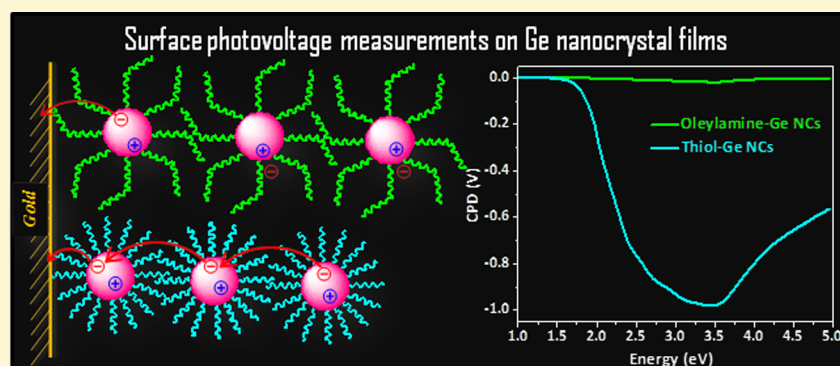 Surface photovoltage measurements on Ge nanocrystal films
Gold
CPD (V)
0.0
-0.2
-0.4
-0.6
-0.8
-1.0
Oleylamine-Ge NCs
Thiol-Ge NCs
1.0 1.5 2.0 2.5 3.0 3.5 4.0 4.5 5.0
Energy (eV)